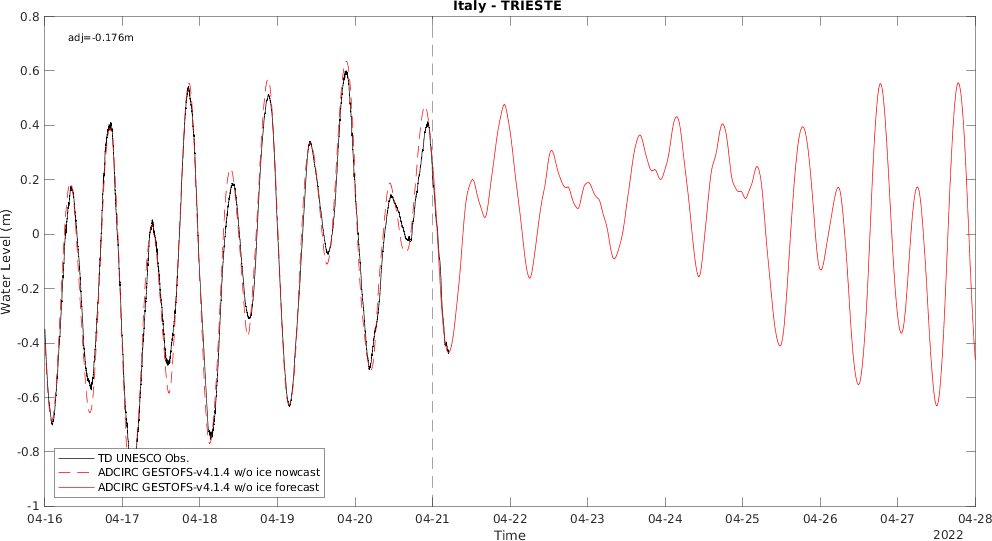 Italy - TRIESTE
adj=-0.176m
0.8
0.6
0.4
0.2
0
-0.2
-0.4
-0.6
-0.8
-1
Water Level (m)
TD UNESCO Obs.
ADCIRC GESTOFS-v4.1.4 w/o ice nowcast
ADCIRC GESTOFS-v4.1.4 w/o ice forecast
04-16 04-17 04-18 04-19 04-20 04-21 04-22 04-23 04-24 04-25 04-26 04-27 04-28
Time
2022